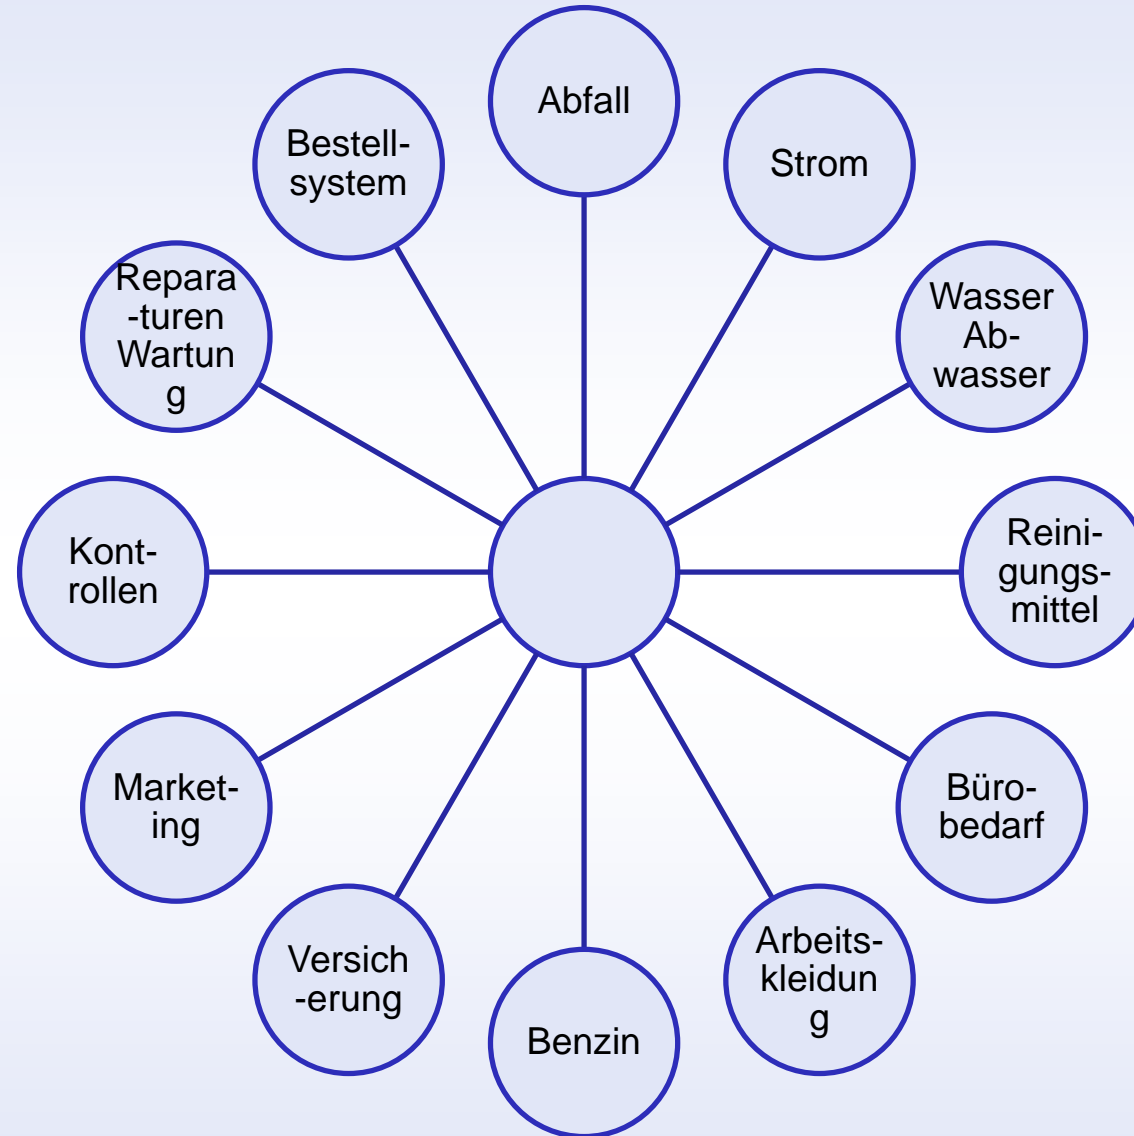 Abfall
Strom
Wasser
Ab-
wasser
Reini-
gungs-
mittel
Büro-
bedarf
Arbeits-
kleidun
g
Benzin
Versich
-erung
Market-
ing
Kont-
rollen
Repara
-turen
Wartun
g
Bestell-
system